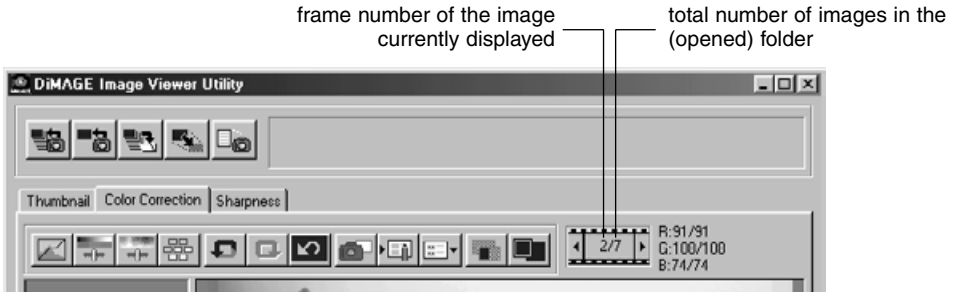 frame number of the image
currently displayed
total number of images in the
(opened) folder
DiMAGE Image Viewer Utility
Thumbnail Color Correction Sharpness
2/7
R:91/91
G:100/100
B:74/74